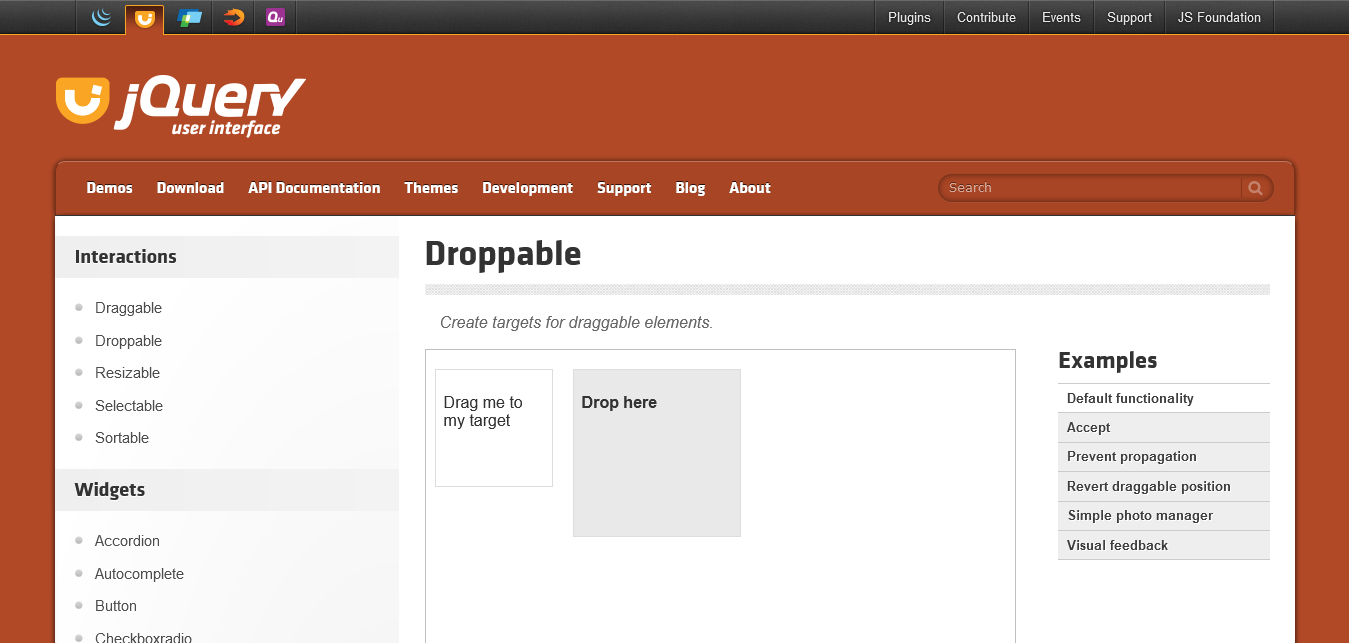 Qu
Plugins
Contribute
Events
Support
JS Foundation
jQuery
user interface
Demos
Download
API Documentation
Themes
Development
Support
Blog
About
Search
Interactions
Draggable
Droppable
Resizable
Selectable
Sortable
Widgets
Accordion
Autocomplete
Button
Checkboxradio
Droppable
Create targets for draggable elements.
Drag me to
my target
Drop here
Examples
Default functionality
Accept
Prevent propagation
Revert draggable position
Simple photo manager
Visual feedback